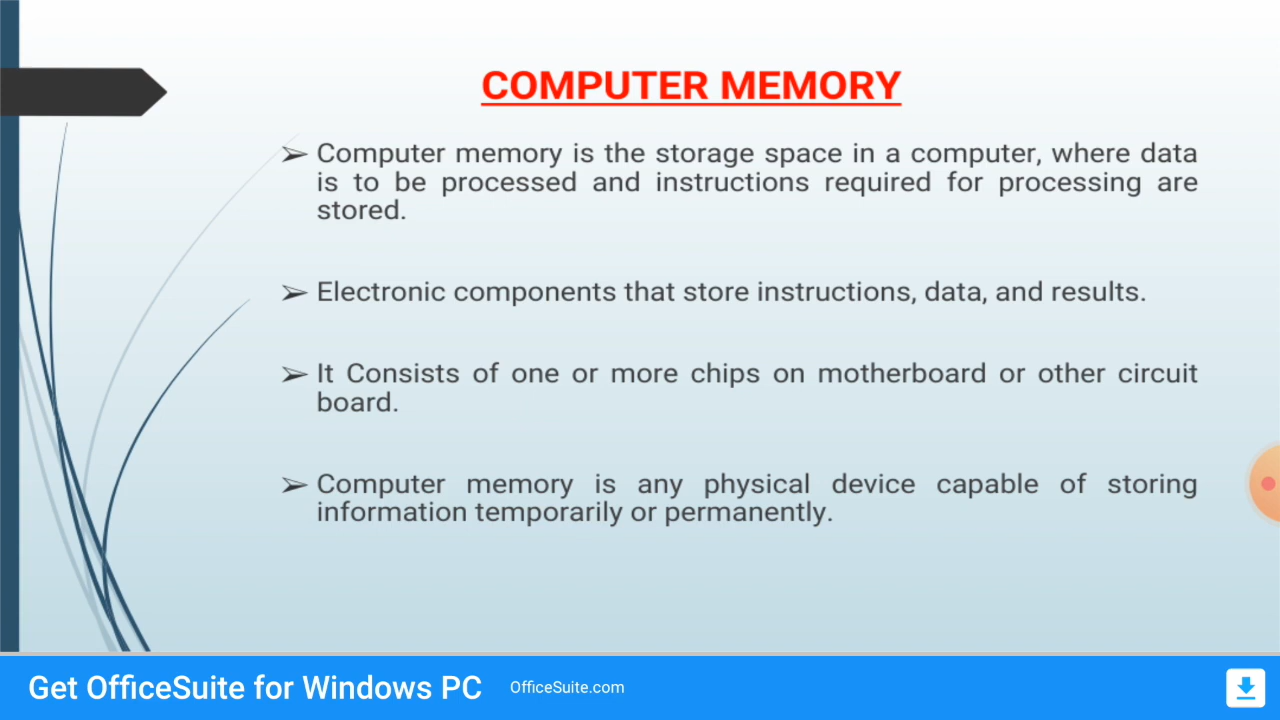 COMPUTER MEMORY
➢ Computer memory is the storage space in a computer, where data
is to be processed and instructions required for processing are
stored.
➢ Electronic components that store instructions, data, and results.
➢ It Consists of one or more chips on motherboard or other circuit
board.
➢ Computer memory is any physical device capable of storing
information temporarily or permanently.
Get OfficeSuite for Windows PC OfficeSuite.com